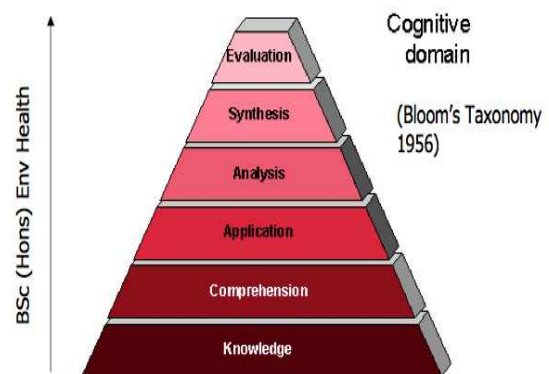 Cognitive
domain
(Bloom's Taxonomy
1956)
BSc (Hons) Env Health
Evaluation
Synthesis
Analysis
Application
Comprehension
Knowledge